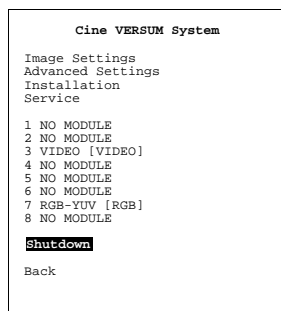 Cine VERSUM System
Image Settings
Advanced Settings
Installation
Service
1 NO MODULE
2 NO MODULE
3 VIDEO [VIDEO]
4 NO MODULE
5 NO MODULE
6 NO MODULE
7 RGB-YUV [RGB]
8 NO MODULE
Shutdown
Back